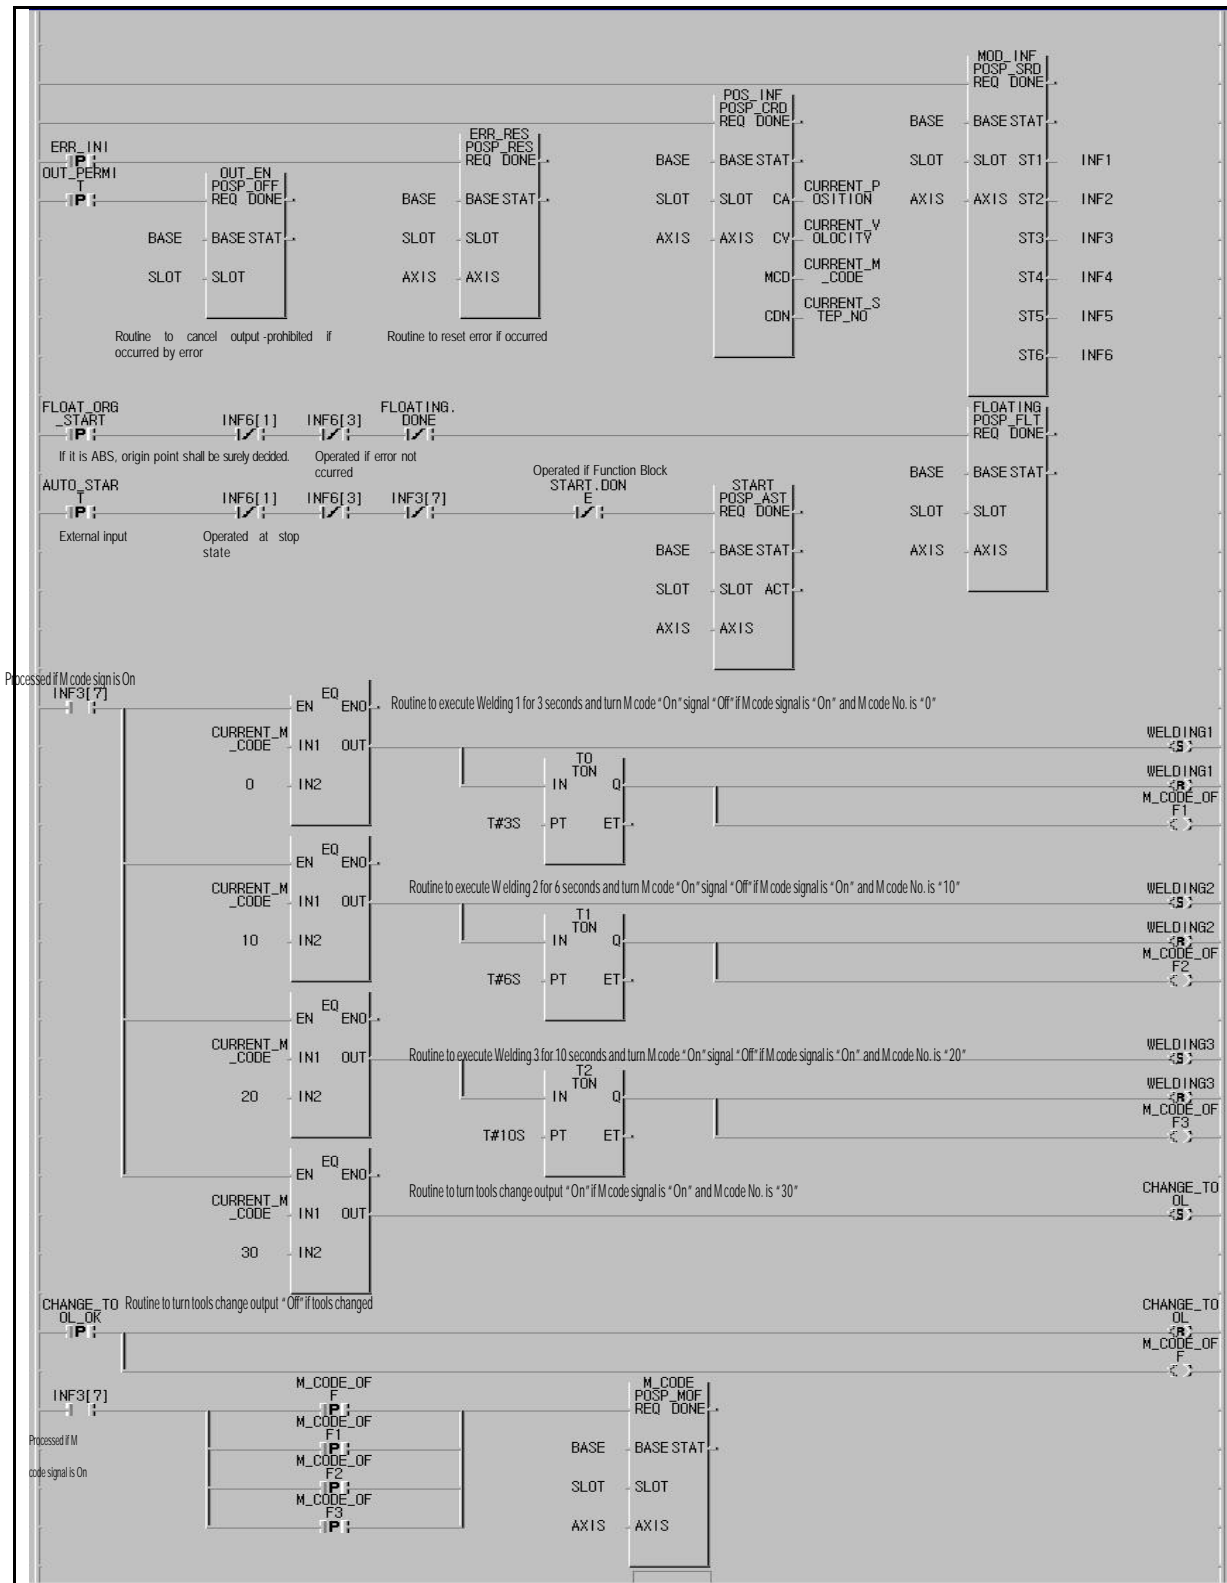 MOD_INF
POSP_SRD
REQ DONE
POS_INF
POSP_CRD
REQ DONE
BASE BASE STAT
ERR_RES
POSP_RES
REQ DONE
ERR_INI
P
BASE BASE STAT
SLOT SLOT ST1 INF1
OUT_PERMI
T
P
OUT_EN
POSP_OFF
REQ DONE
BASE BASE STAT
SLOT SLOT CA
CURRENT_P
OSITION
AXIS AXIS ST2 INF2
BASE BASE STAT
SLOT SLOT
AXIS AXIS CV
CURRENT_V
OLOCITY
ST3 INF3
SLOT SLOT
AXIS AXIS
MCD
CURRENT_M
_CODE
ST4 INF4
CDN
CURRENT_S
TEP_NO
ST5 INF5
Routine to cancel output -prohibited if
occurred by error
Routine to reset error if occurred
ST6 INF6
FLOAT_ORG
_START
P
INF6[1]
INF6[3]
FLOATING.
DONE
FLOATING
POSP_FLT
REQ DONE
If it is ABS, origin point shall be surely decided.
Operated if error not
ccurred
BASE BASE STAT
Operated if Function Block
AUTO_STAR
T
P
INF6[1]
INF6[3]
INF3[7]
START.DON
E
START
POSP_AST
REQ DONE
SLOT SLOT
External input
Operated at stop
state
BASE BASE STAT
AXIS AXIS
SLOT SLOT ACT
AXIS AXIS
Processed if M code sign is On
INF3[7]
EQ
EN ENO
Routine to execute Welding 1 for 3 seconds and turn M code “On” signal “Off” if M code signal is “On” and M code No. is “0”
CURRENT_M
_CODE IN1 OUT
WELDING1
S
0 IN2
T0
TON
IN Q
WELDING1
R
T#3S PT ET
M_CODE_OF
F1
EQ
EN ENO
Routine to execute W elding 2 for 6 seconds and turn M code “On” signal “Off” if M code signal is “On” and M code No. is “10”
CURRENT_M
_CODE IN1 OUT
WELDING2
S
10 IN2
T1
TON
IN Q
WELDING2
R
T#6S PT ET
M_CODE_OF
F2
EQ
EN ENO
CURRENT_M
_CODE IN1 OUT
Routine to execute Welding 3 for 10 seconds and turn M code “On” signal “Off” if M code signal is “On” and M code No. is “20”
WELDING3
S
20 IN2
T2
TON
IN Q
WELDING3
R
T#10S PT ET
M_CODE_OF
F3
EQ
EN ENO
Routine to turn tools change output “On” if M code signal is “On” and M code No. is “30”
CURRENT_M
_CODE IN1 OUT
CHANGE_TO
OL
S
30 IN2
CHANGE_TO
OL_OK
P
Routine to turn tools change output “Off” if tools changed
CHANGE_TO
OL
R
M_CODE_OF
F
INF3[7]
M_CODE_OF
F
P
M_CODE
POSP_MOF
REQ DONE
Processed if M
code signal is On
M_CODE_OF
F1
P
BASE BASE STAT
M_CODE_OF
F2
P
SLOT SLOT
M_CODE_OF
F3
P
AXIS AXIS